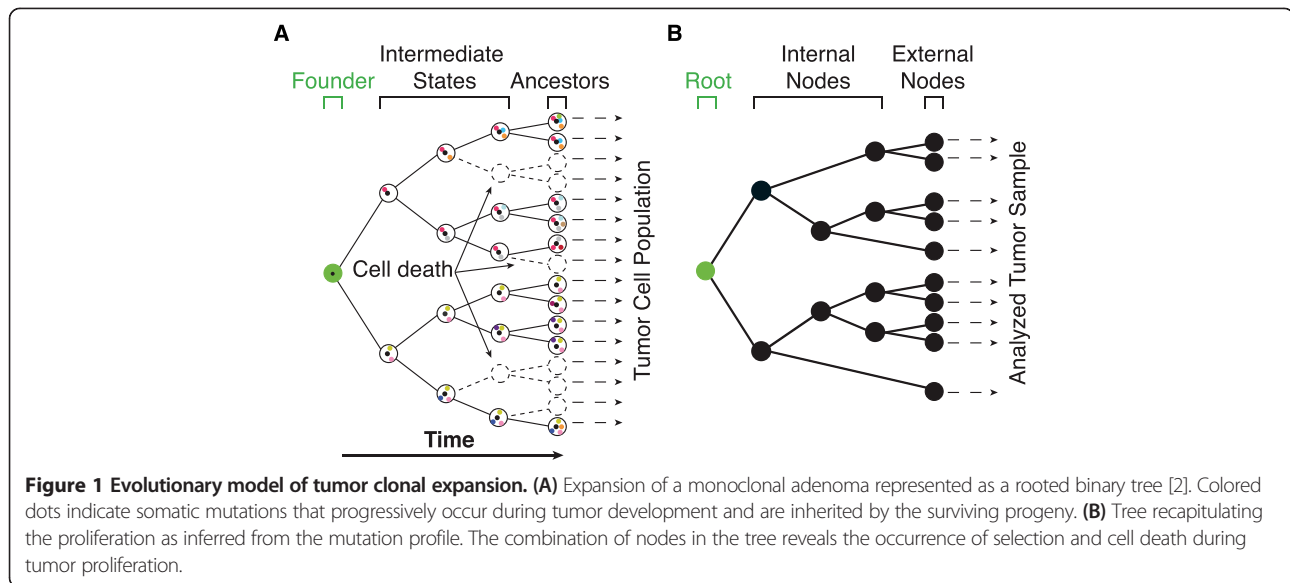 A
Founder
Intermediate
States
Ancestors
Cell death
Tumor Cell Population
Time
B
Root
Internal
Nodes
External
Nodes
Analyzed Tumor Sample
Figure 1 Evolutionary model of tumor clonal expansion. (A) Expansion of a monoclonal adenoma represented as a rooted binary tree [2]. Colored
dots indicate somatic mutations that progressively occur during tumor development and are inherited by the surviving progeny. (B) Tree recapitulating
the proliferation as inferred from the mutation profile. The combination of nodes in the tree reveals the occurrence of selection and cell death during
tumor proliferation.